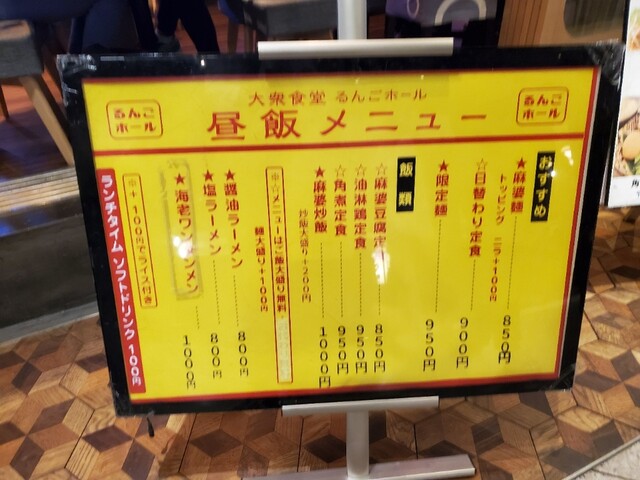 るんご
ホール
大衆食堂 るんごホール
昼飯メニュー
るんご
ホール
おすすめ
★麻婆麺 850円
トッピング ニラ+100円
☆日替わり定食 900円
★限定麺 950円
飯類
☆麻婆豆腐定食 850円
☆油淋鶏定食 950円
☆角煮定食 950円
★麻婆炒飯 1000円
炒飯大盛り+200円
※☆メニューはご飯大盛り無料
麺大盛り+100円
★醤油ラーメン 800円
★塩ラーメン 800円
★海老ワンタンメン 1000円
※+100円でライス付き
ランチタイム ソフトドリンク 100円